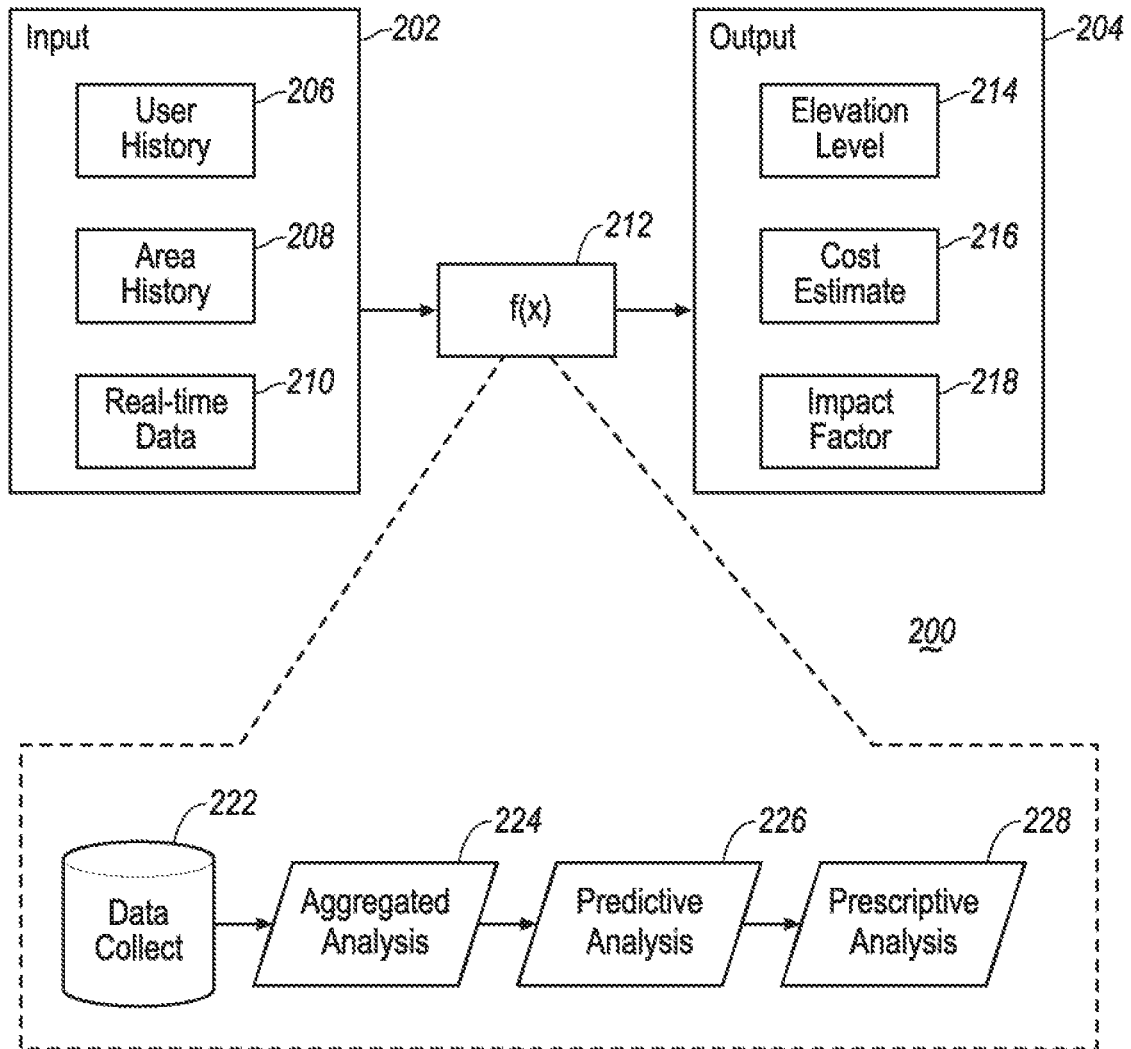 Input
202
User
History
206
Area
History
208
Real-time
Data
210
f(x)
212
Output
204
Elevation
Level
214
Cost
Estimate
216
Impact
Factor
218
200
Data
Collect
222
Aggregated
Analysis
224
Predictive
Analysis
226
Prescriptive
Analysis
228